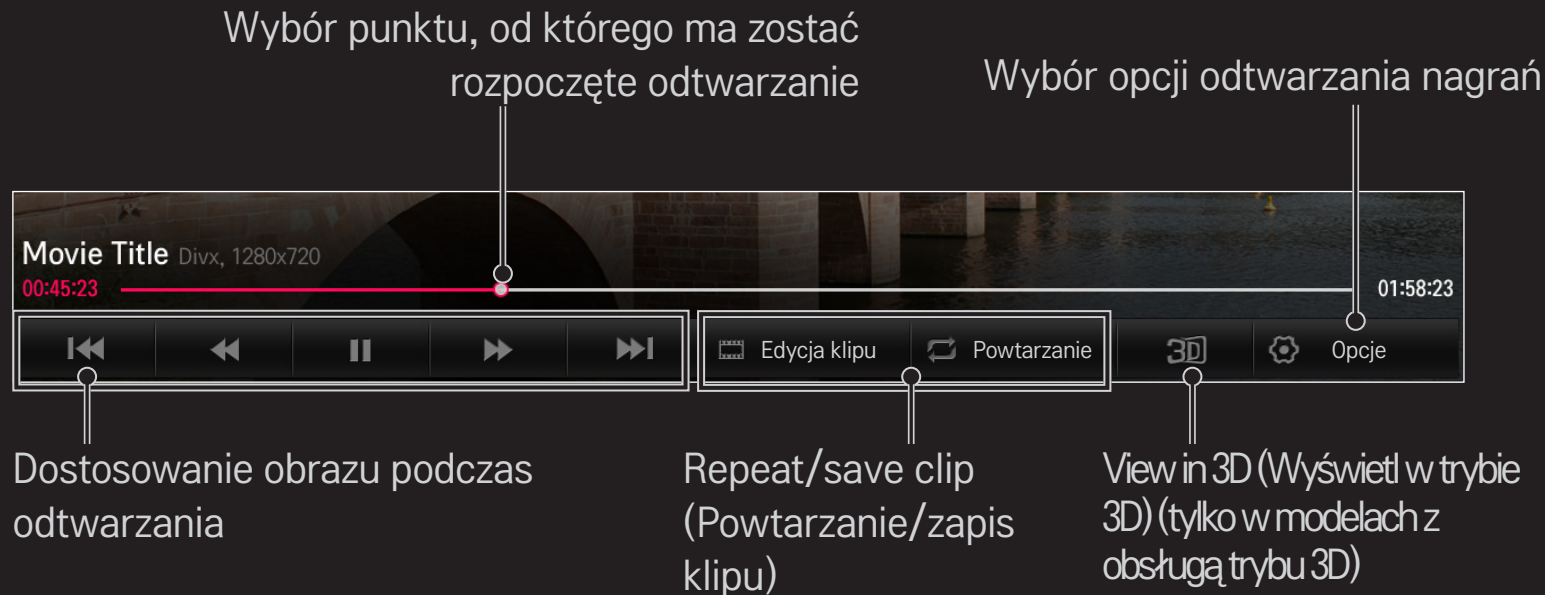 Wybór punktu, od którego ma zostać
rozpoczęte odtwarzanie
Wybór opcji odtwarzania nagrań
Movie Title Divx, 1280x720
00:45:23 01:58:23
Edycja klipu Powtarzanie 3D Opcje
Dostosowanie obrazu podczas
odtwarzania
Repeat/save clip
(Powtarzanie/zapis
klipu)
View in 3D (Wyświetl w trybie
3D) (tylko w modelach z
obsługą trybu 3D)